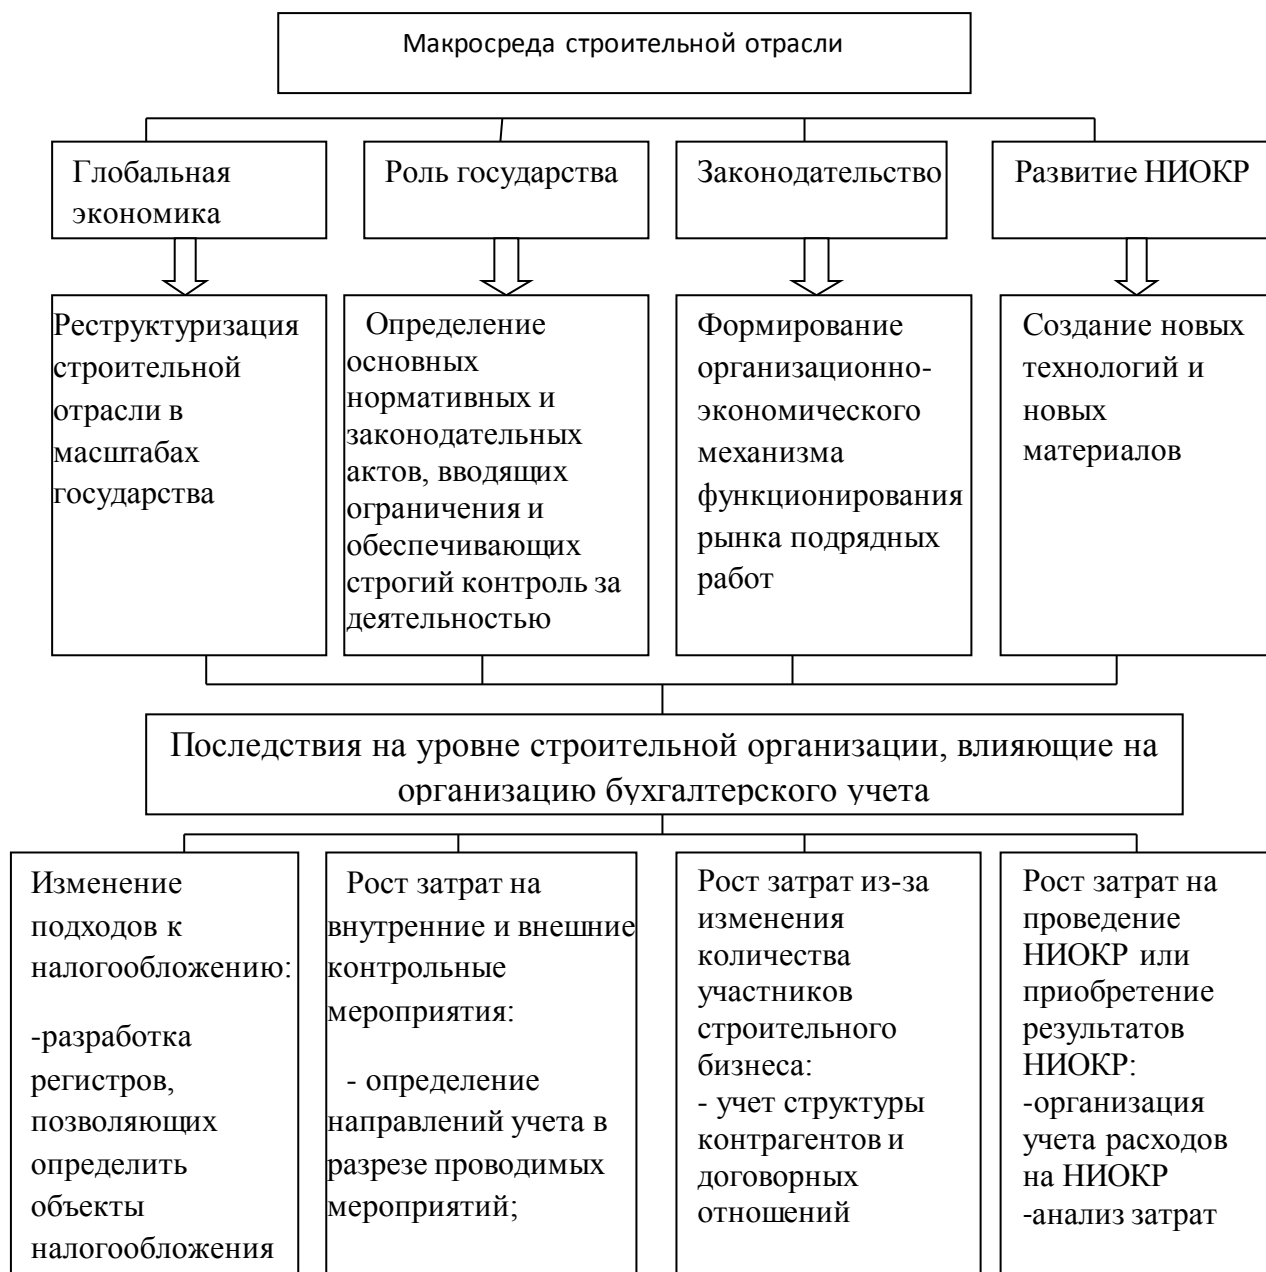 Макросреда строительной отрасли
Глобальная
экономика
Роль государства
Законодательство
Развитие НИОКР
Реструктуризация
строительной
отрасли в
масштабах
государства
Определение
основных
нормативных и
законодательных
актов, вводящих
ограничения и
обеспечивающих
строгий контроль за
деятельностью
Формирование
организационно-
экономического
механизма
функционирования
рынка подрядных
работ
Создание новых
технологий и
новых
материалов
Последствия на уровне строительной организации, влияющие на
организацию бухгалтерского учета
Изменение
подходов к
налогообложению:
-разработка
регистров,
позволяющих
определить
объекты
налогообложения
Рост затрат на
внутренние и внешние
контрольные
мероприятия:
- определение
направлений учета в
разрезе проводимых
мероприятий;
Рост затрат из-за
изменения
количества
участников
строительного
бизнеса:
- учет структуры
контрагентов и
договорных
отношений
Рост затрат на
проведение
НИОКР или
приобретение
результатов
НИОКР:
-организация
учета расходов
на НИОКР
-анализ затрат